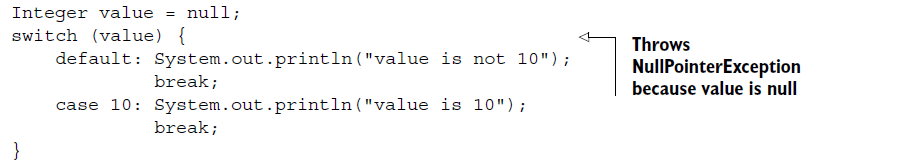 Integer value = null;
switch (value) {
    default: System.out.println("value is not 10");
             break;
    case 10: System.out.println("value is 10");
             break;
}
Throws
NullPointerException
because value is null